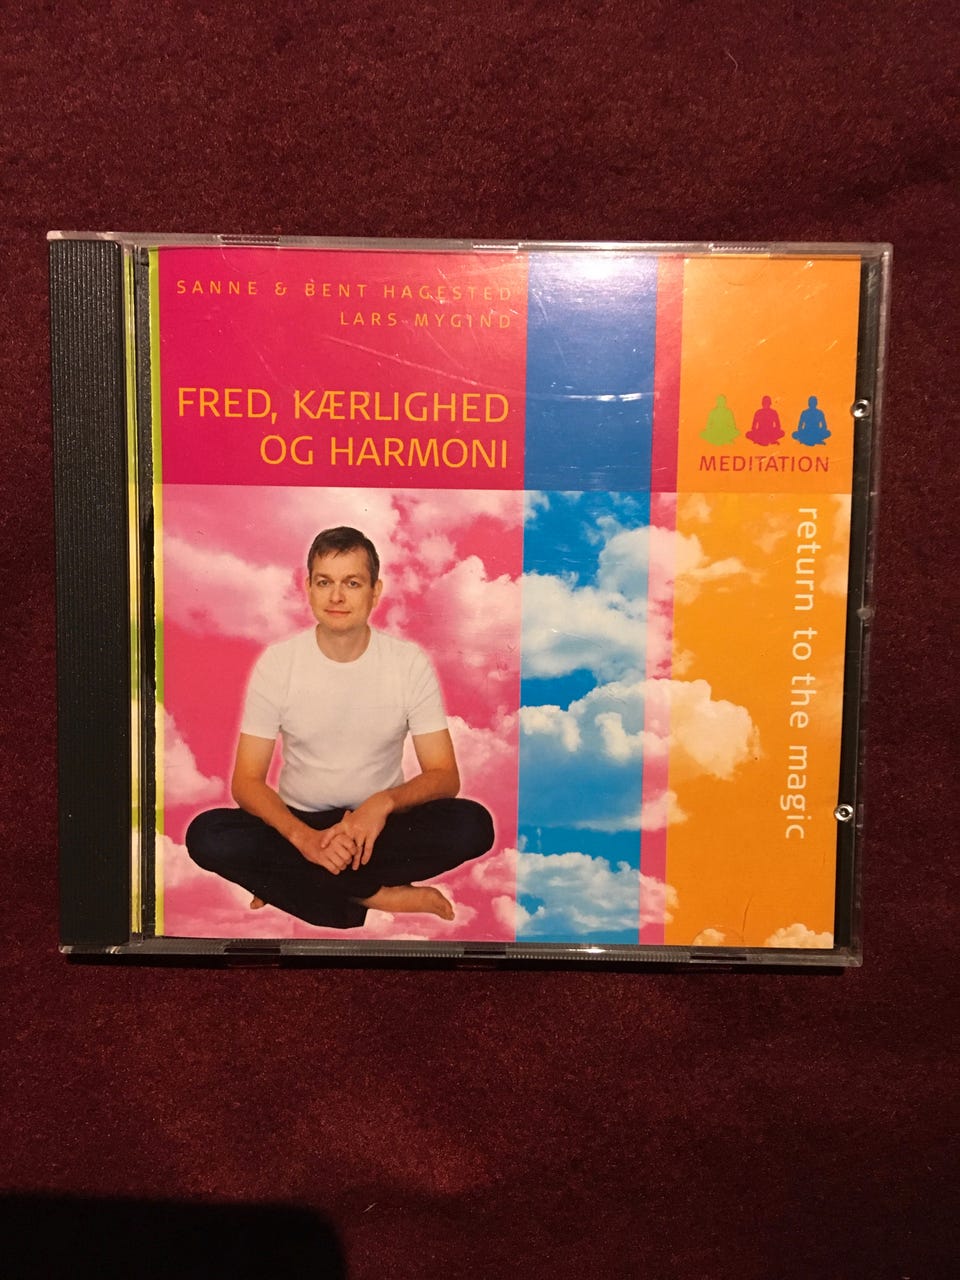 SANNE & BENT HAGESTED
LARS MYGIND
FRED, KÆRLIGHED
OG HARMONI
MEDITATION
return to the magic